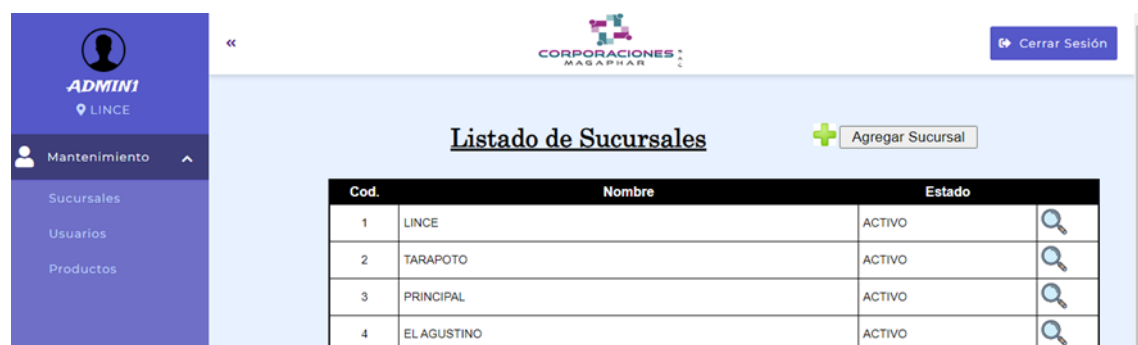 ADMIN1
LINCE
Mantenimiento
Sucursales
Usuarios
Productos
«
CORPORACIONES
MAGAPHAR
Cerrar Sesión
Listado de Sucursales
Agregar Sucursal
Cod. Nombre Estado
1 LINCE ACTIVO
2 TARAPOTO ACTIVO
3 PRINCIPAL ACTIVO
4 EL AGUSTINO ACTIVO